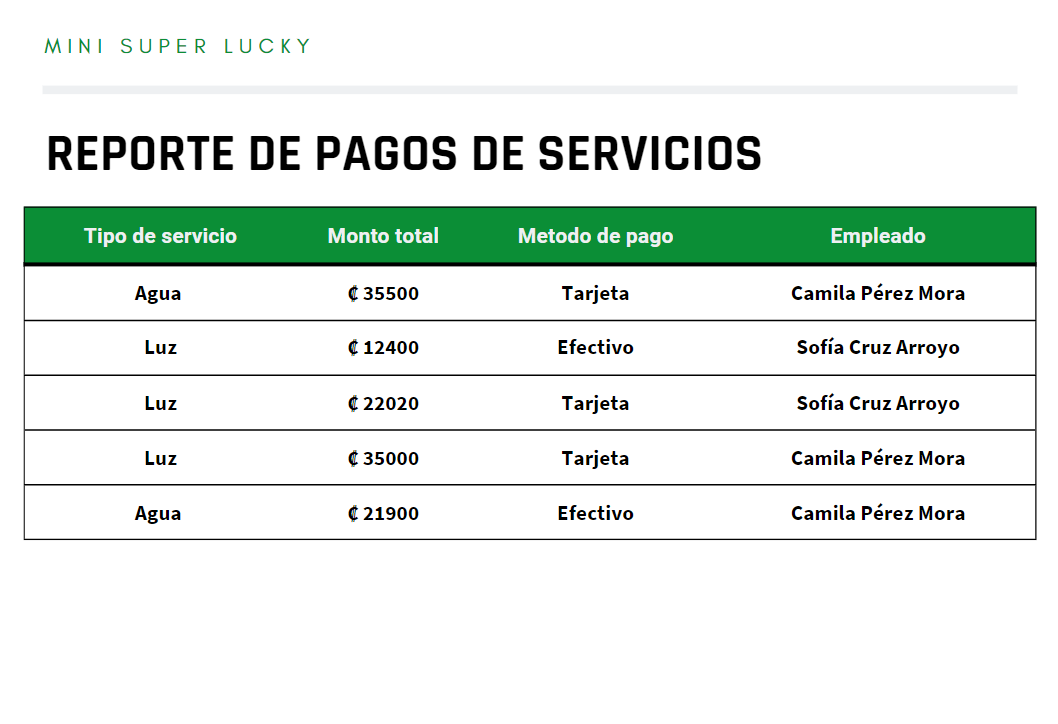 MINI SUPER LUCKY
REPORTE DE PAGOS DE SERVICIOS
Tipo de servicio Monto total Metodo de pago Empleado
Agua ₡ 35500 Tarjeta Camila Pérez Mora
Luz ₡ 12400 Efectivo Sofía Cruz Arroyo
Luz ₡ 22020 Tarjeta Sofía Cruz Arroyo
Luz ₡ 35000 Tarjeta Camila Pérez Mora
Agua ₡ 21900 Efectivo Camila Pérez Mora